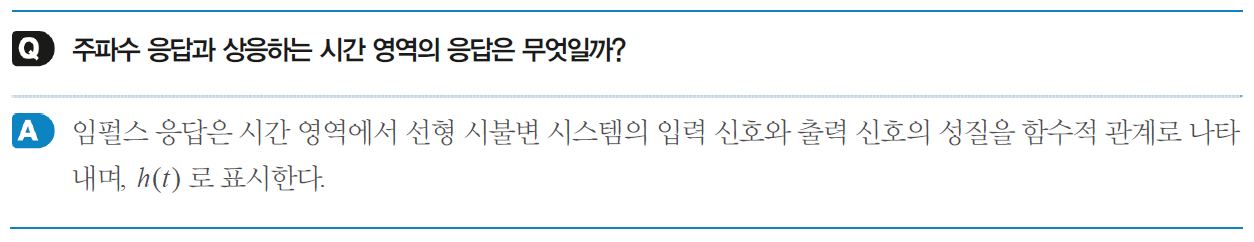 Q 주파수 응답과 상응하는 시간 영역의 응답은 무엇일까?
A 임펄스 응답은 시간 영역에서 선형 시불변 시스템의 입력 신호와 출력 신호의 성질을 함수적 관계로 나타
내며, h(t) 로 표시한다.